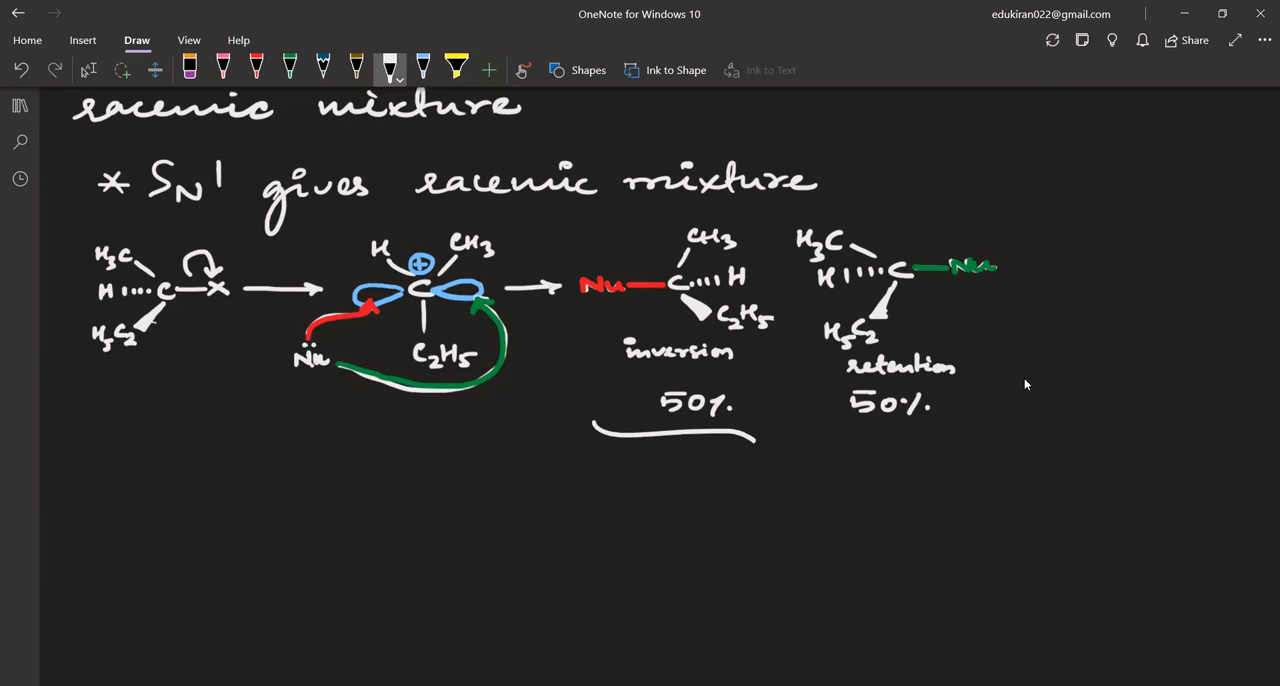 OneNote for Windows 10
edukiran022@gmail.com
Home Insert Draw View Help
Share
Shapes Ink to Shape Ink to Text
racemic mixture
* SN1 gives racemic mixture
H3C H C X H5C2
H CH3 ⊕ C C2H5 N̈u
Nu C CH3 H C2H5
H3C H C Nu H5C2
inversion retention
50%. 50%.